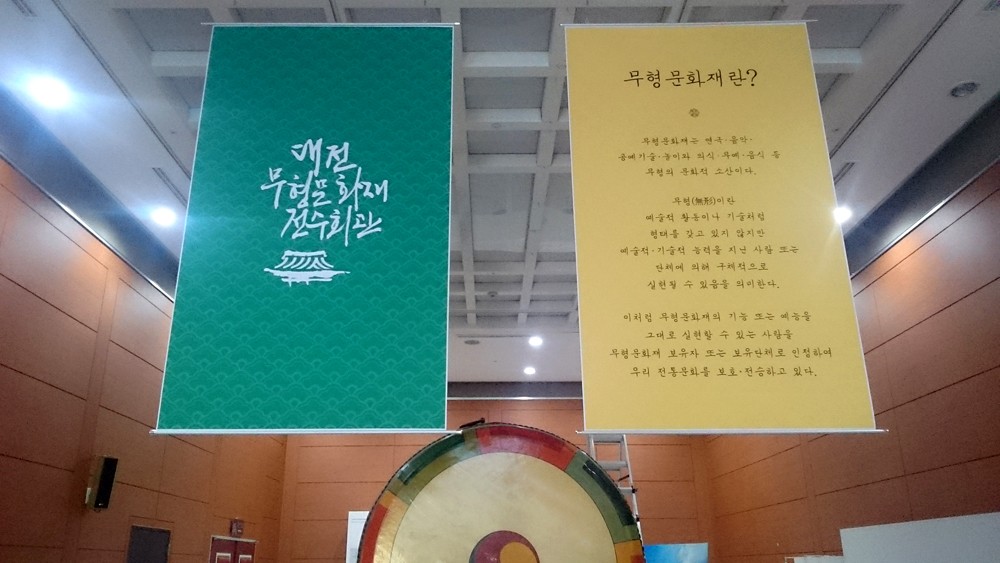 대전
무형문화재
전수회관
무형문화재란?
무형문화재는 연극·음악·
공예기술·놀이와 의식·무예·음식 등
무형의 문화적 소산이다.
무형(無形)이란
예술적 활동이나 기술처럼
형태를 갖고 있지 않지만
예술적·기술적 능력을 지닌 사람 또는
단체에 의해 구체적으로
실현될 수 있음을 의미한다.
이처럼 무형문화재의 기능 또는 예능을
그대로 실현할 수 있는 사람을
무형문화재 보유자 또는 보유단체로 인정하며
우리 전통문화를 보호·전승하고 있다.